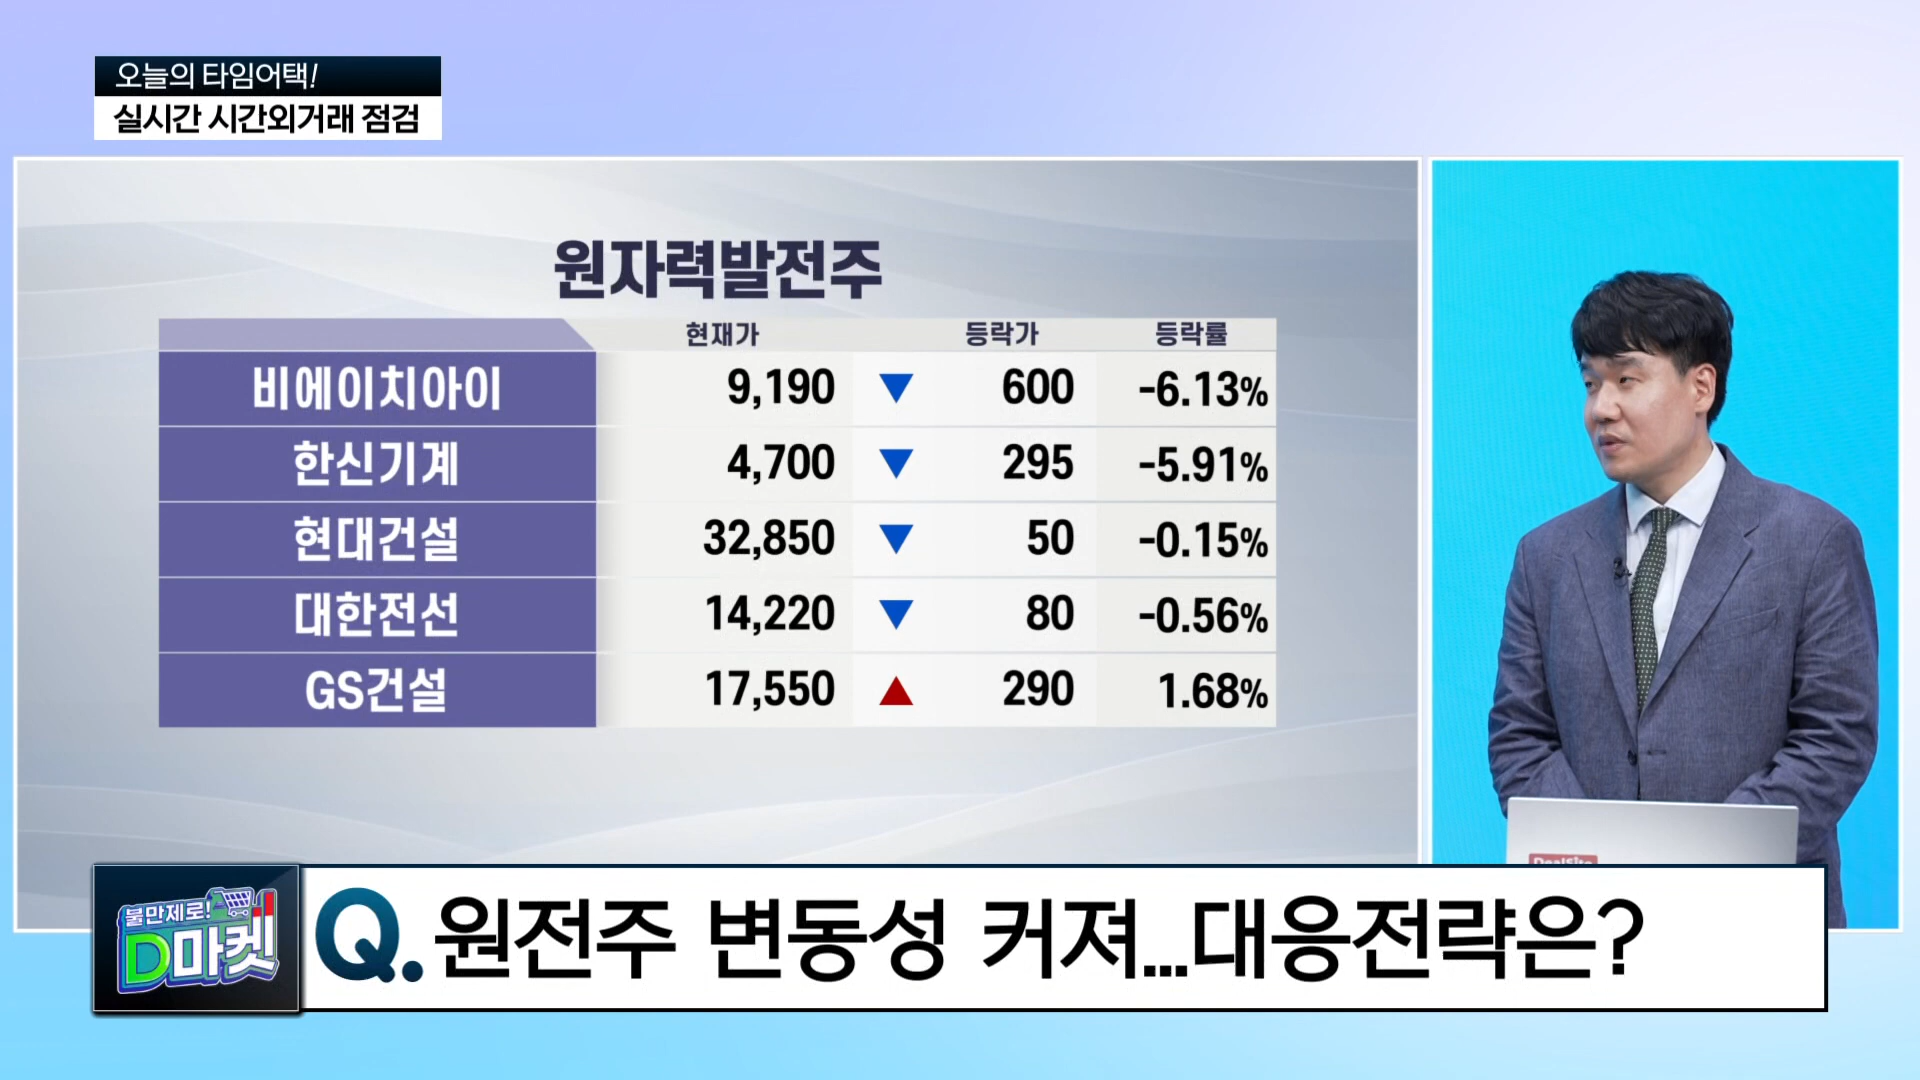 오늘의 타임어택!
실시간 시간외거래 점검
원자력발전주
현재가 등락가 등락률
비에이치아이 9,190 ▼ 600 -6.13%
한신기계 4,700 ▼ 295 -5.91%
현대건설 32,850 ▼ 50 -0.15%
대한전선 14,220 ▼ 80 -0.56%
GS건설 17,550 ▲ 290 1.68%
불만제로!
D마켓
Q. 원전주 변동성 커져...대응전략은?